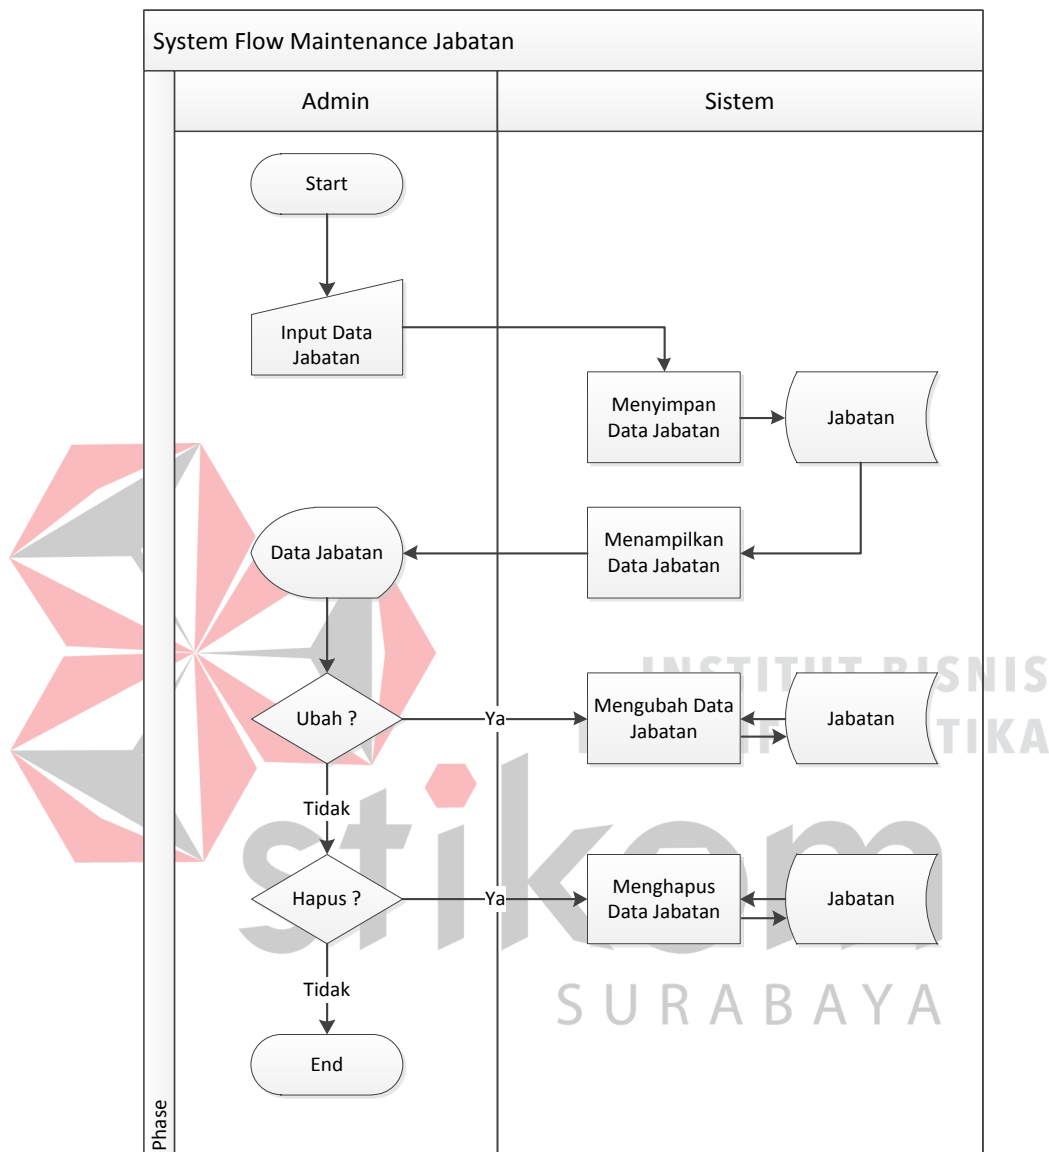 System Flow Maintenance Jabatan
Admin
Sistem
Start
Input Data
Jabatan
Menyimpan
Data Jabatan
Jabatan
Data Jabatan
Menampilkan
Data Jabatan
Ubah ?
Ya
Mengubah Data
Jabatan
Jabatan
Tidak
Hapus ?
Ya
Menghapus
Data Jabatan
Jabatan
Tidak
End
Phase
INSTITUT BISNIS
stikom
SURABAYA